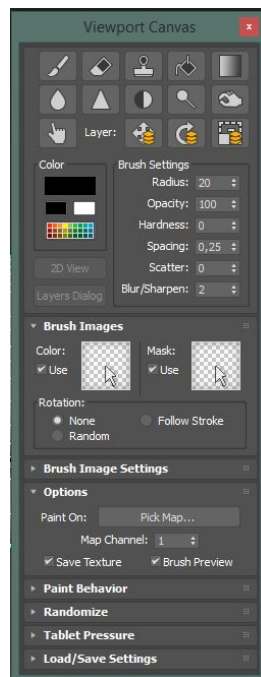 Viewport Canvas
x
Layer:
Color
Brush Settings
Radius: 20
Opacity: 100
Hardness: 0
Spacing: 0,25
Scatter: 0
Blur/Sharpen: 2
2D View
Layers Dialog
Brush Images
Color:
Mask:
Use
Use
Rotation:
None
Follow Stroke
Random
Brush Image Settings
Options
Paint On: Pick Map...
Map Channel: 1
Save Texture
Brush Preview
Paint Behavior
Randomize
Tablet Pressure
Load/Save Settings